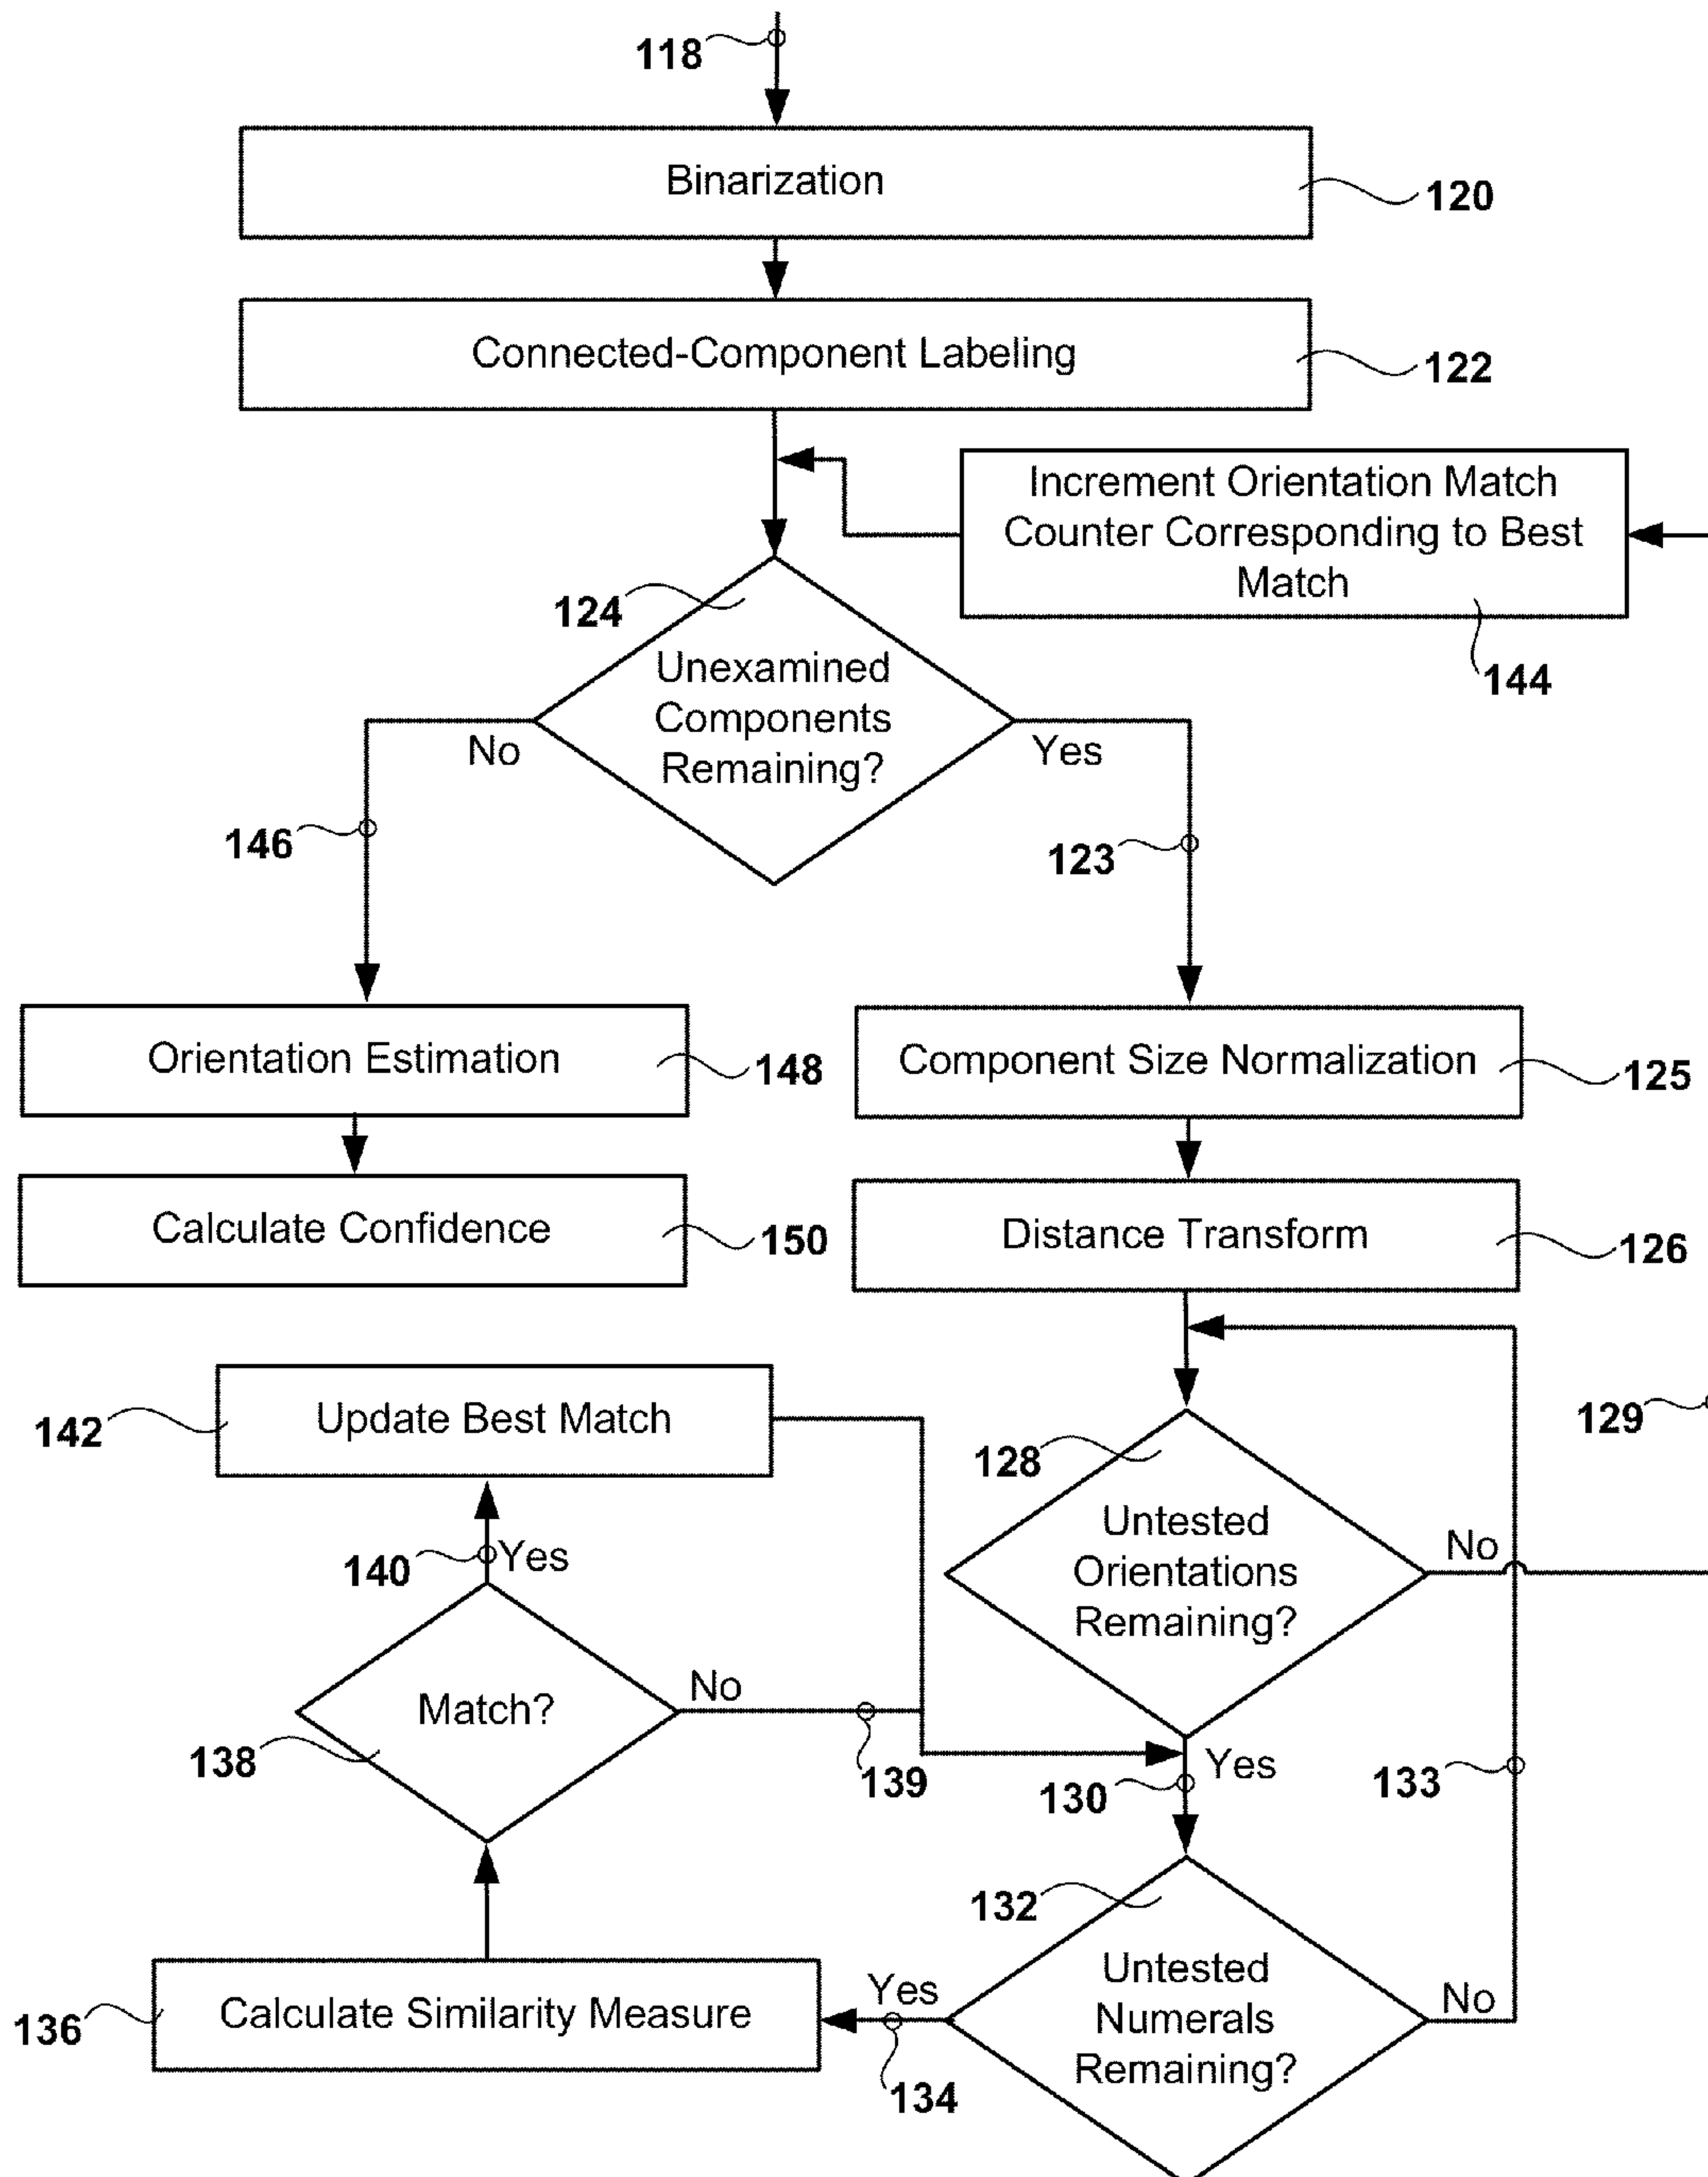 118
Binarization
120
Connected-Component Labeling
122
Increment Orientation Match
Counter Corresponding to Best
Match
144
124
Unexamined
Components
Remaining?
No
Yes
146
123
Orientation Estimation
148
Component Size Normalization
125
Calculate Confidence
150
Distance Transform
126
142
Update Best Match
129
128
Untested
Orientations
Remaining?
No
140
Yes
Match?
No
138
139
Yes
130
133
132
Untested
Numerals
Remaining?
No
Yes
136
Calculate Similarity Measure
134